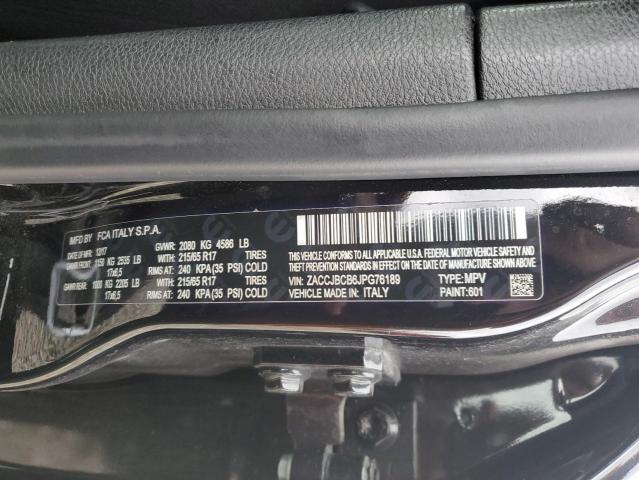 MFD BY FCA ITALY S.P.A.
DATE OF MFR: 12/17 GVWR: 2080 KG 4586 LB
GAWR FRONT: 1150 KG 2535 LB WITH 215/65 R17 TIRES
17x6,5 RIMS AT: 240 KPA (35 PSI) COLD
GAWR REAR: 1000 KG 2205 LB WITH 215/65 R17 TIRES
17x6,5 RIMS AT: 240 KPA (35 PSI) COLD
THIS VEHICLE CONFORMS TO ALL APPLICABLE U.S.A. FEDERAL MOTOR VEHICLE SAFETY
BUMPER, AND THEFT PREVENTION STANDARDS IN EFFECT ON THE DATE OF MANUFACTURE SHOWN ABOVE
VIN: ZACCJBCB6JPG76189 TYPE: MPV
VEHICLE MADE IN: ITALY PAINT: 601